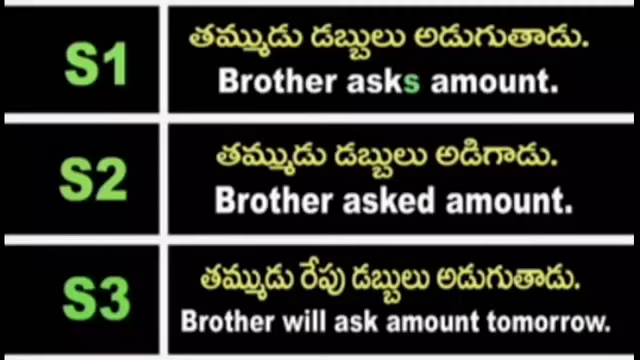 S1
తమ్ముడు డబ్బులు అడుగుతాడు.
Brother asks amount.
S2
తమ్ముడు డబ్బులు అడిగాడు.
Brother asked amount.
S3
తమ్ముడు రేపు డబ్బులు అడుగుతాడు.
Brother will ask amount tomorrow.